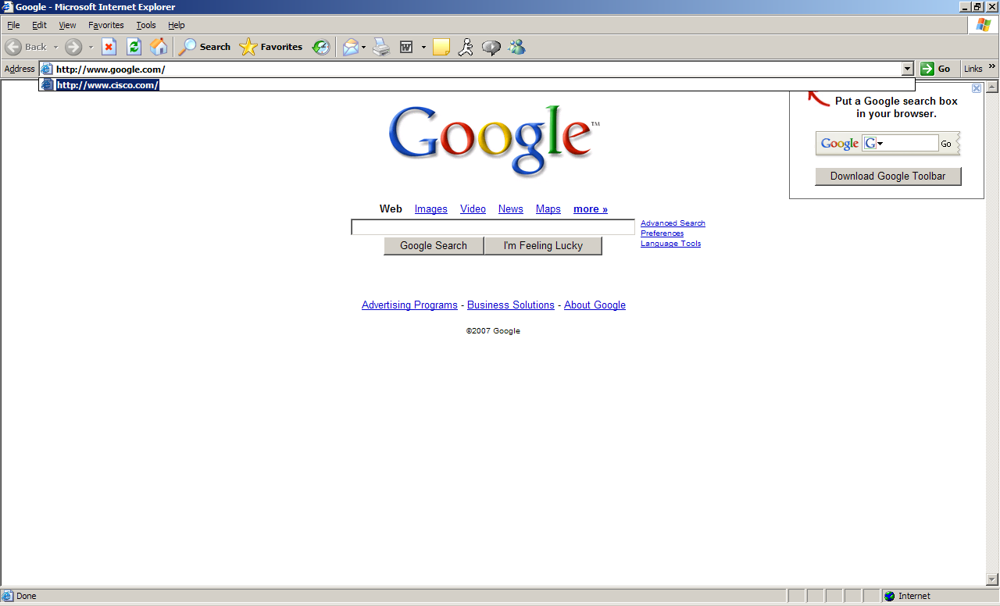 Google - Microsoft Internet Explorer
File Edit View Favorites Tools Help
Back Search Favorites
Address http://www.google.com/ Go Links »
http://www.cisco.com/
Put a Google search box
in your browser.
Google G Go
Download Google Toolbar
Google™
Web Images Video News Maps more »
Advanced Search
Preferences
Language Tools
Google Search I'm Feeling Lucky
Advertising Programs - Business Solutions - About Google
©2007 Google
Done Internet